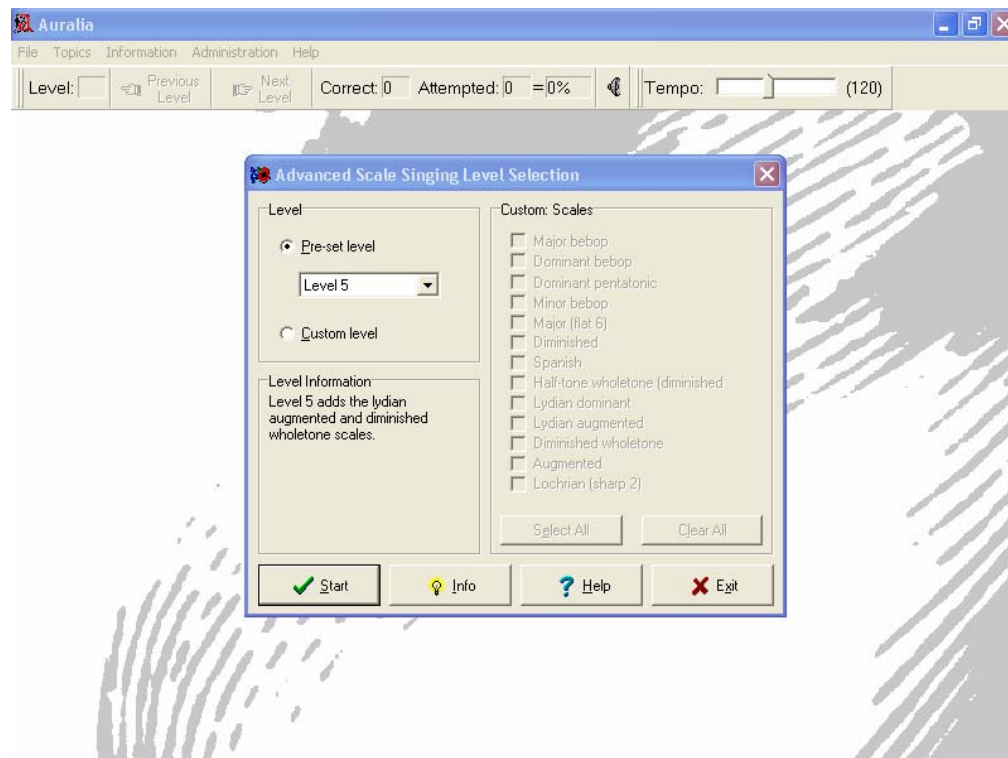 Auralia
File Topics Information Administration Help
Level: Previous Level Next Level Correct: 0 Attempted: 0 =0% Tempo: (120)
Advanced Scale Singing Level Selection
Level
Pre-set level
Level 5
Custom level
Level Information
Level 5 adds the lydian
augmented and diminished
wholetone scales.
Custom: Scales
Major bebop
Dominant bebop
Dominant pentatonic
Minor bebop
Major (flat 6)
Diminished
Spanish
Half-tone wholetone (diminished
Lydian dominant
Lydian augmented
Diminished wholetone
Augmented
Lochrian (sharp 2)
Select All Clear All
Start Info Help Exit